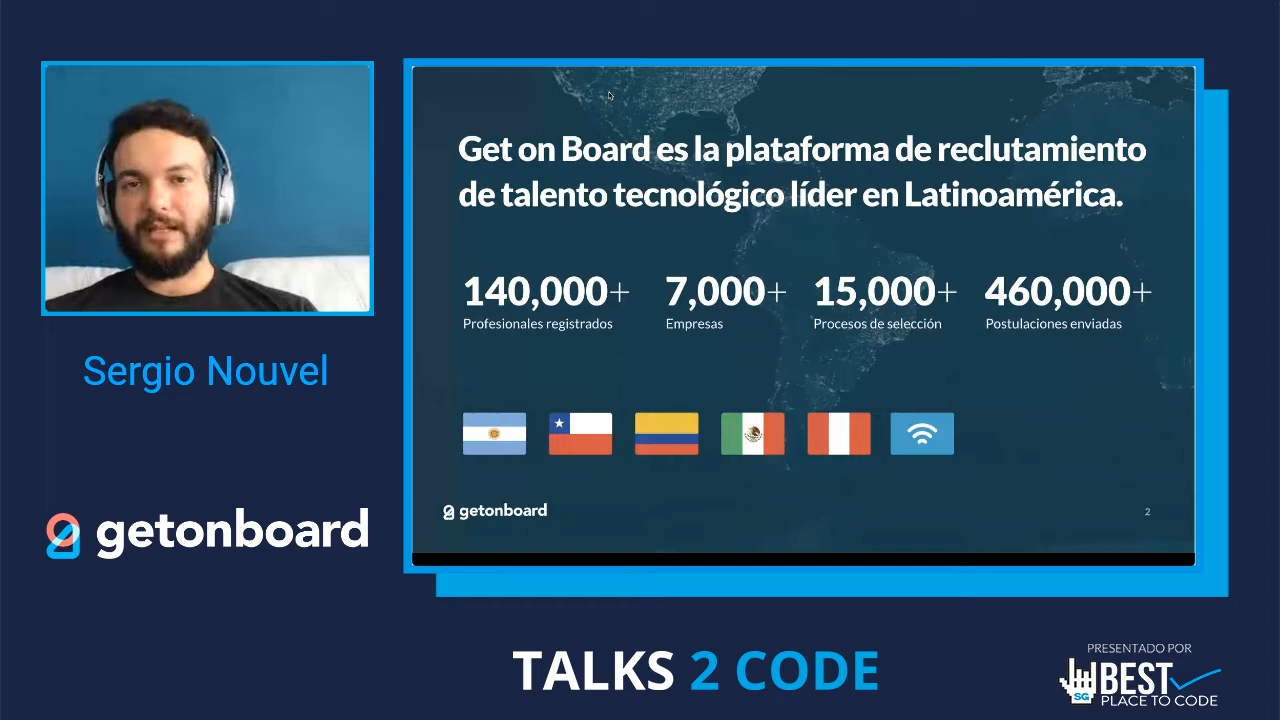 Get on Board es la plataforma de reclutamiento
de talento tecnológico líder en Latinoamérica.
140,000+
7,000+
15,000+
460,000+
Profesionales registrados
Empresas
Procesos de selección
Postulaciones enviadas
getonboard
2
Sergio Nouvel
getonboard
TALKS 2 CODE
PRESENTADO POR
SG
BEST
PLACE TO CODE